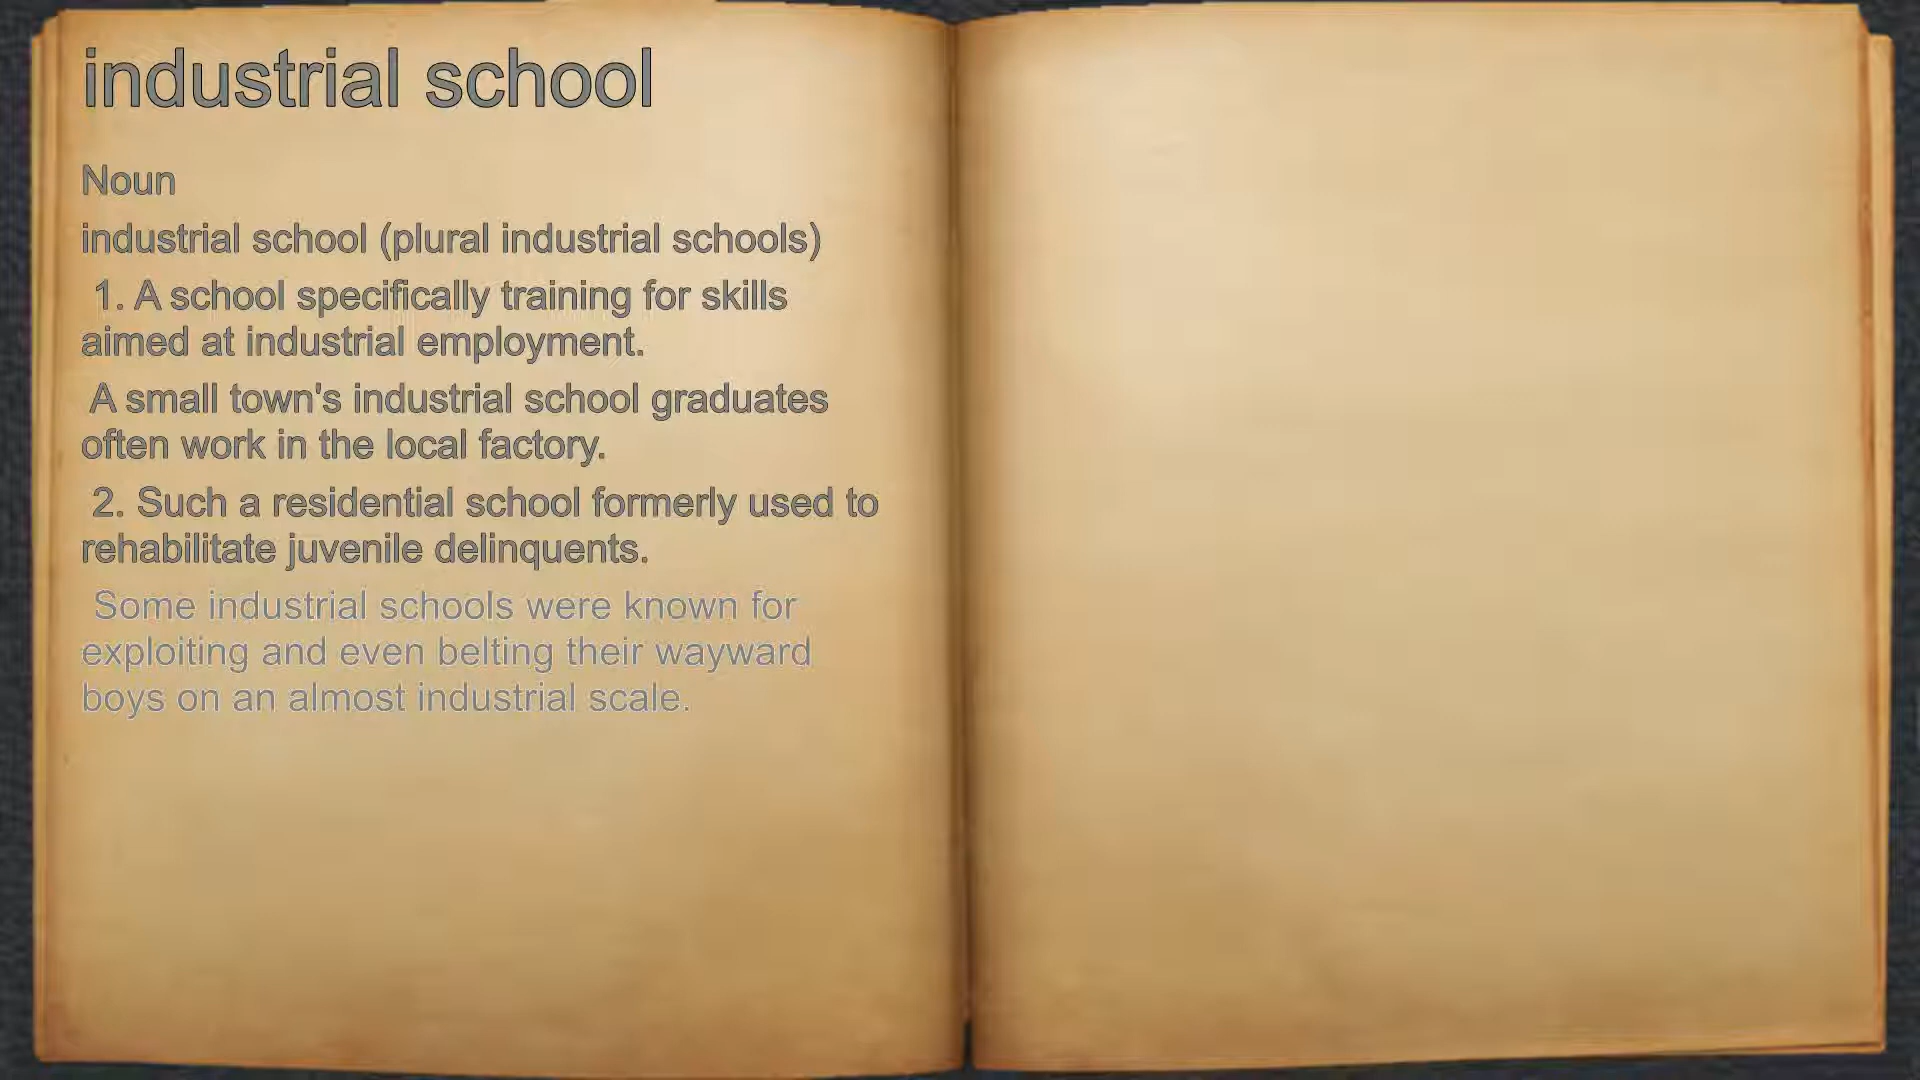 industrial school
Noun
industrial school (plural industrial schools)
1. A school specifically training for skills
aimed at industrial employment.
A small town's industrial school graduates
often work in the local factory.
2. Such a residential school formerly used to
rehabilitate juvenile delinquents.
Some industrial schools were known for
exploiting and even belting their wayward
boys on an almost industrial scale.